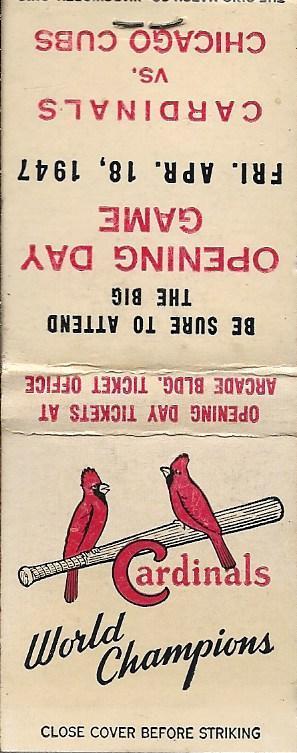 BE SURE TO ATTEND
THE BIG
OPENING DAY
GAME
FRI. APR. 18, 1947
CARDINALS
VS.
CHICAGO CUBS
OPENING DAY TICKETS AT
ARCADE BLDG. TICKET OFFICE
Cardinals
World
Champions
CLOSE COVER BEFORE STRIKING